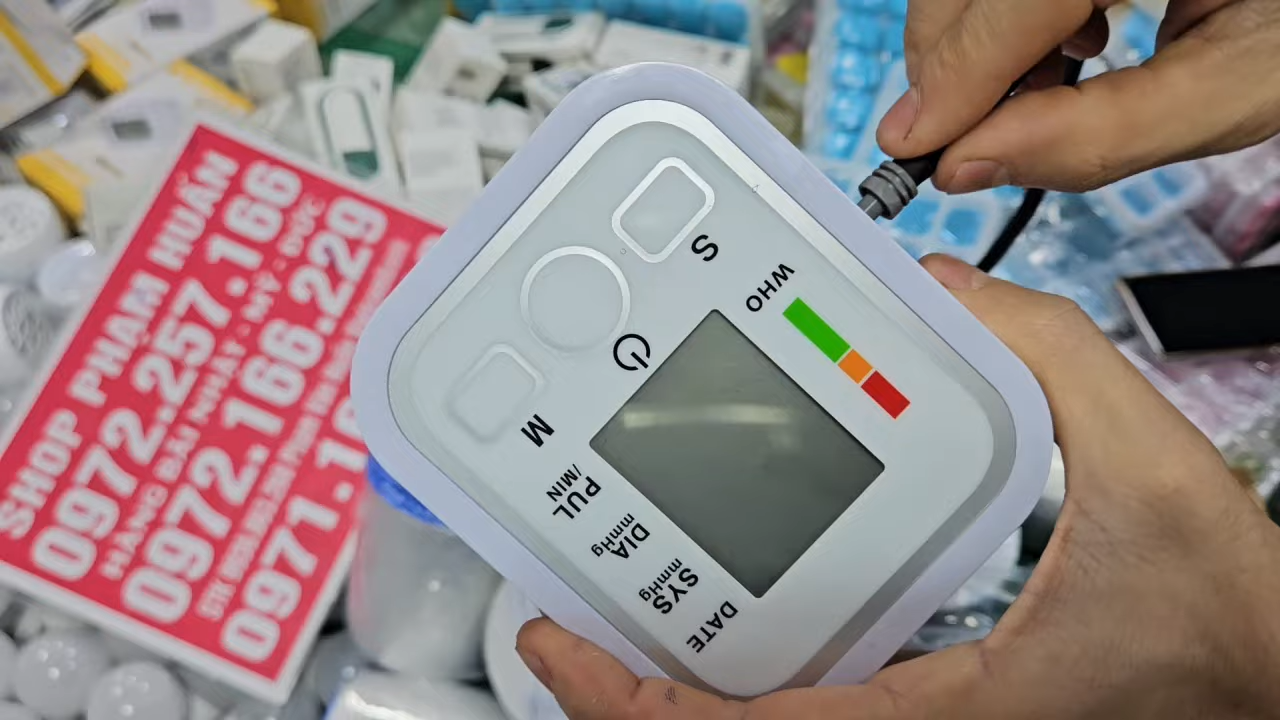 SHOP PHẠM HUẤN
0972.257.166
HÀNG BÃI NHẬT - MỸ - ĐỨC
0972.166.229
0971.1
S
WHO
M
PUL
/MIN
DIA
mmHg
SYS
mmHg
DATE